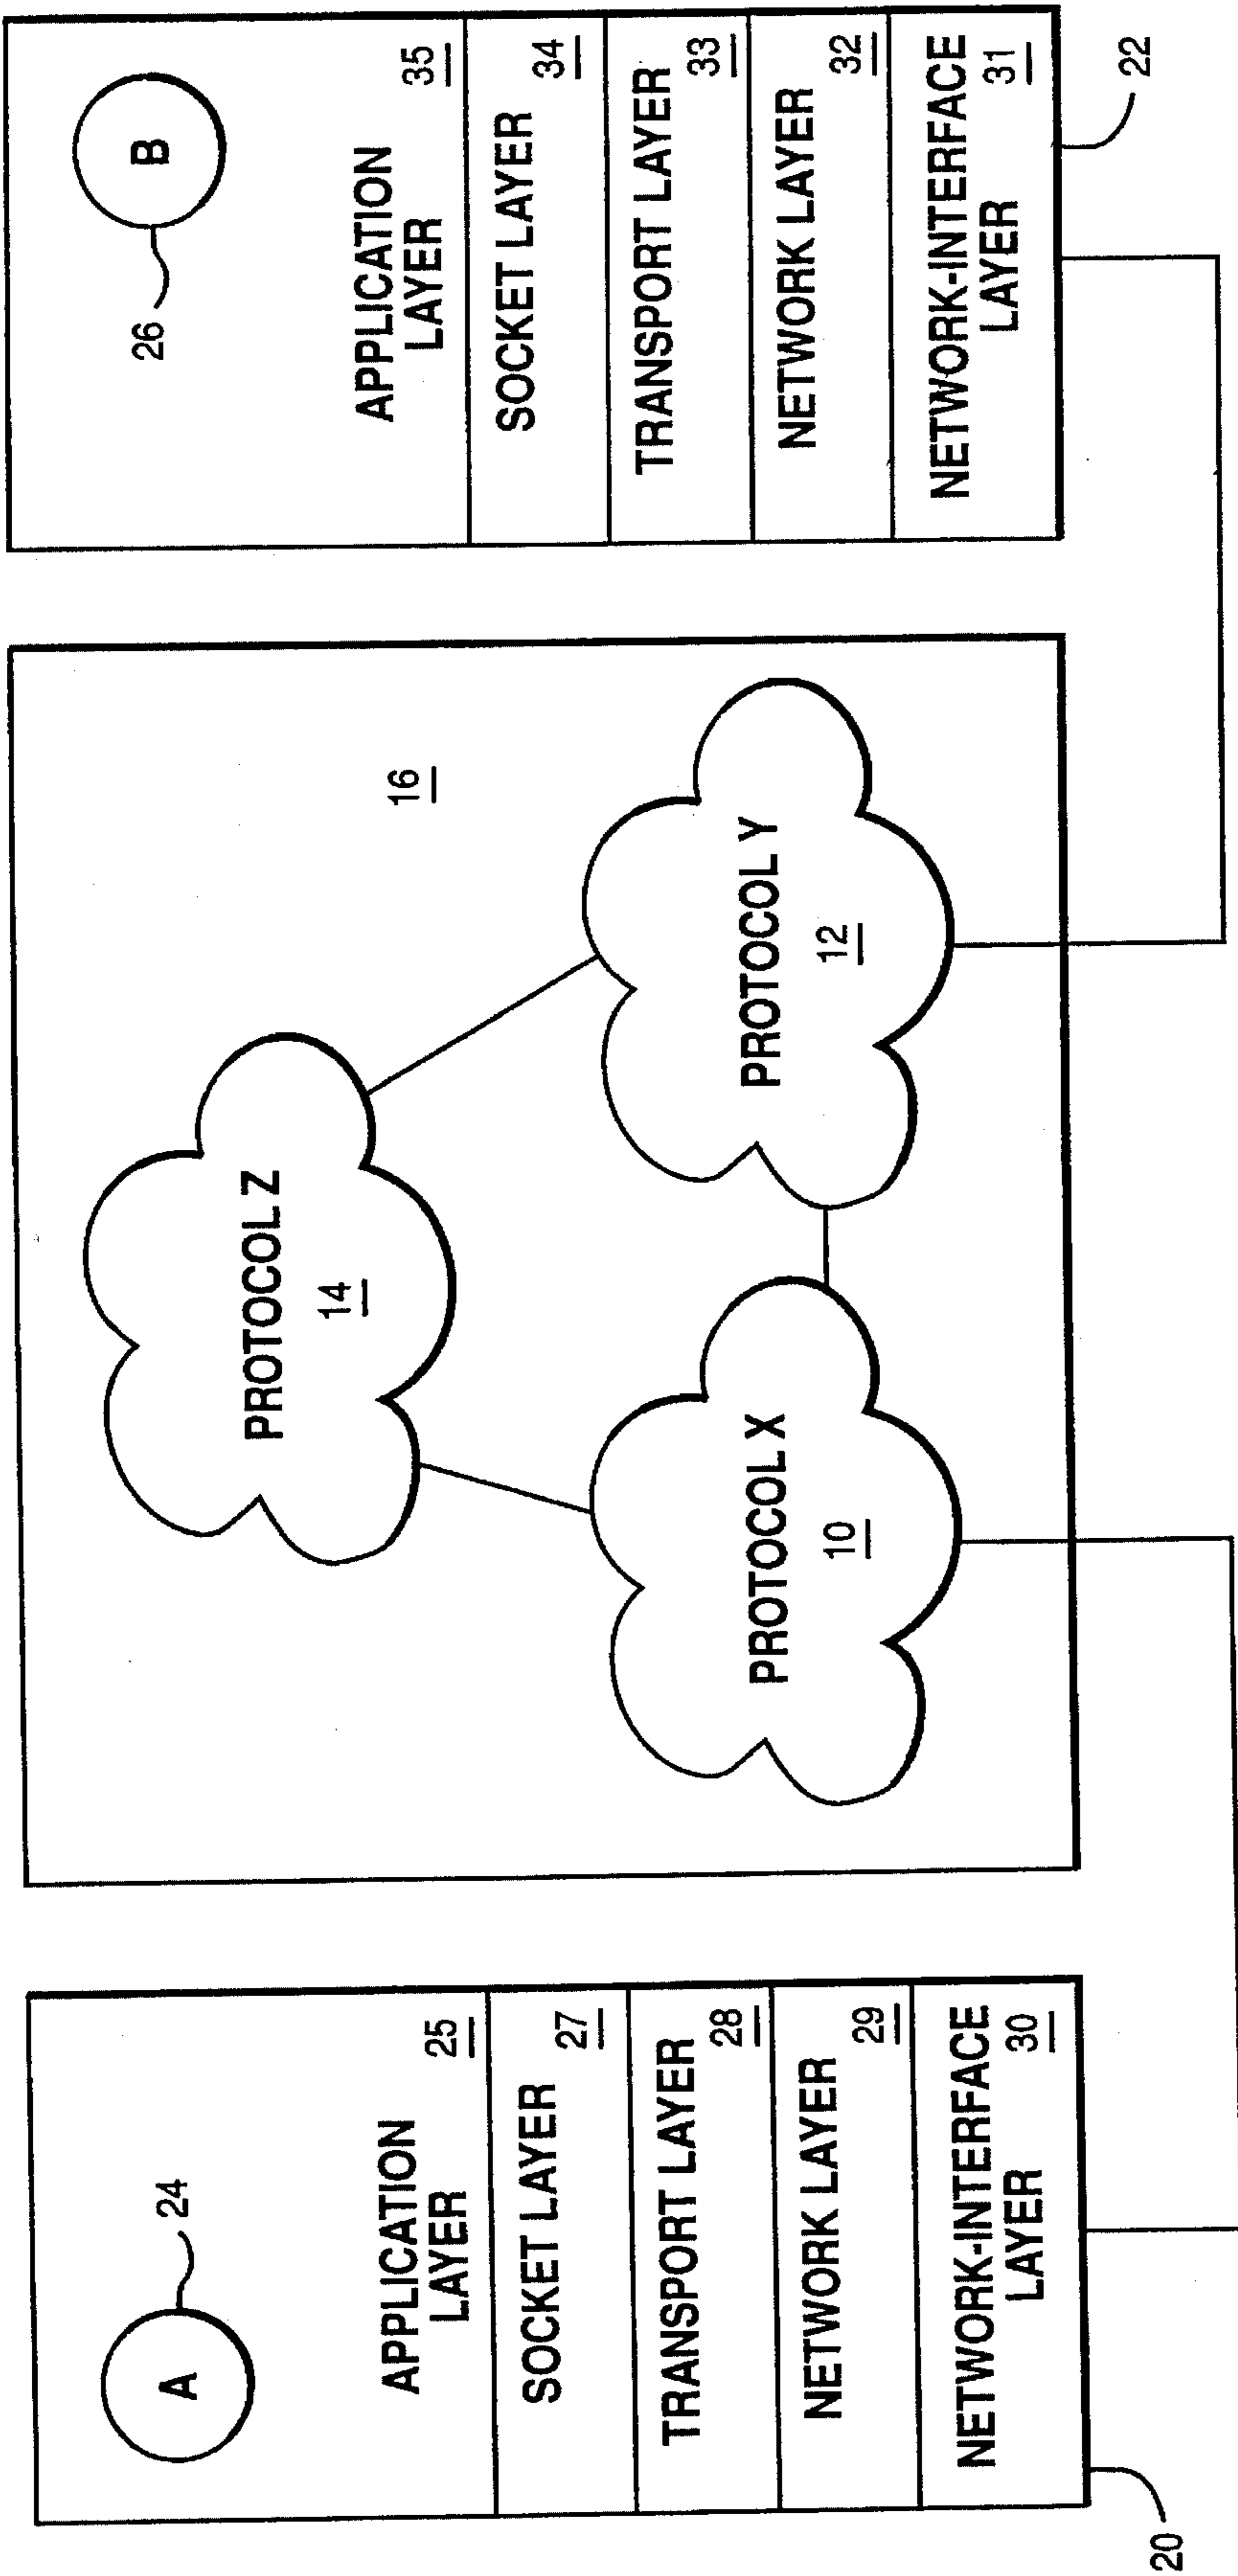 A
24
APPLICATION
LAYER
25
SOCKET LAYER
27
TRANSPORT LAYER
28
NETWORK LAYER
29
NETWORK-INTERFACE
LAYER
30
20
PROTOCOL Z
14
16
PROTOCOL X
10
PROTOCOL Y
12
B
26
APPLICATION
LAYER
35
SOCKET LAYER
34
TRANSPORT LAYER
33
NETWORK LAYER
32
NETWORK-INTERFACE
LAYER
31
22